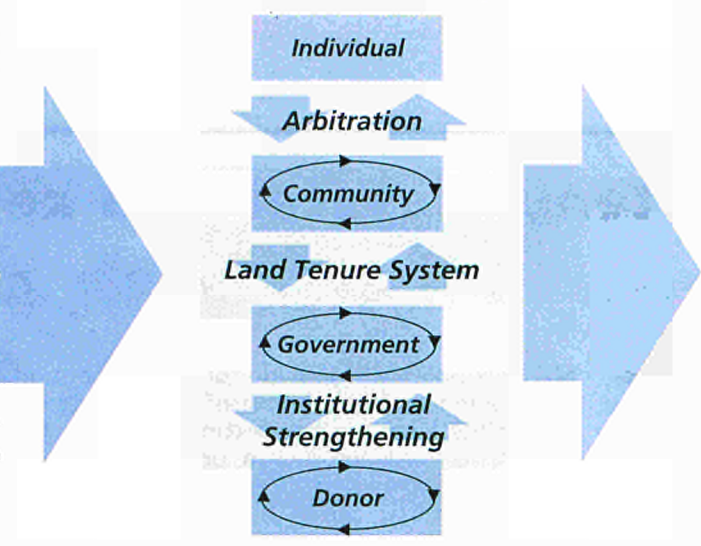 Individual
Arbitration
Community
Land Tenure System
Government
Institutional
Strengthening
Donor